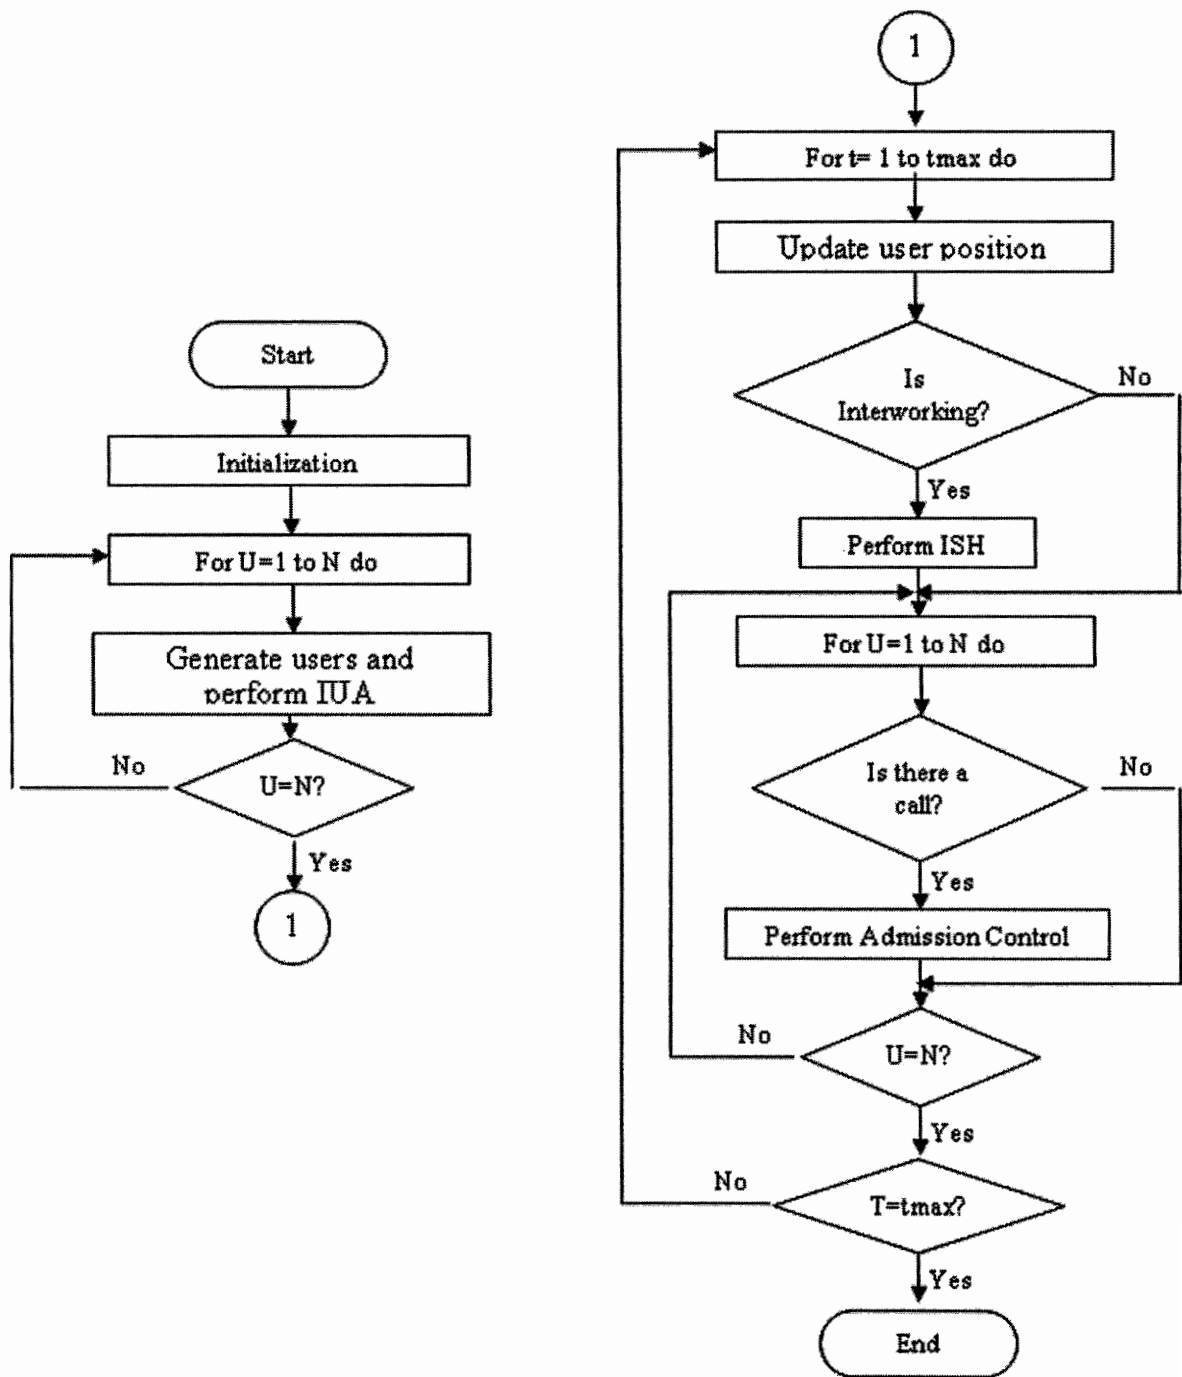 Start
Initialization
For U=1 to N do
Generate users and
perform IUA
U=N?
No
Yes
1
1
For t= 1 to tmax do
Update user position
Is
Interworking?
No
Yes
Perform ISH
For U=1 to N do
Is there a
call?
No
Yes
Perform Admission Control
U=N?
No
Yes
T=tmax?
No
Yes
End